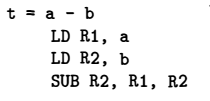 t = a - b
LD R1, a
LD R2, b
SUB R2, R1, R2